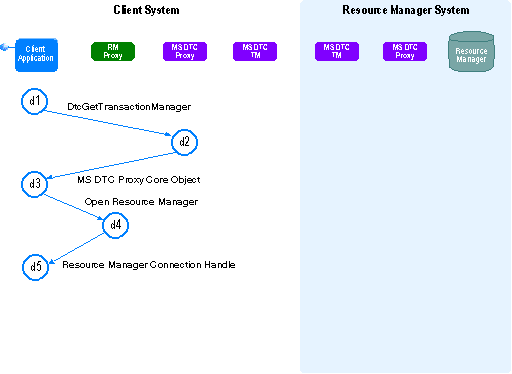 Client System
Resource Manager System
Client
Application
RM
Proxy
MS DTC
Proxy
MS DTC
TM
MS DTC
TM
MS DTC
Proxy
Resource
Manager
d1
DtcGetTransactionManager
d2
d3
MS DTC Proxy Core Object
Open Resource Manager
d4
d5
Resource Manager Connection Handle